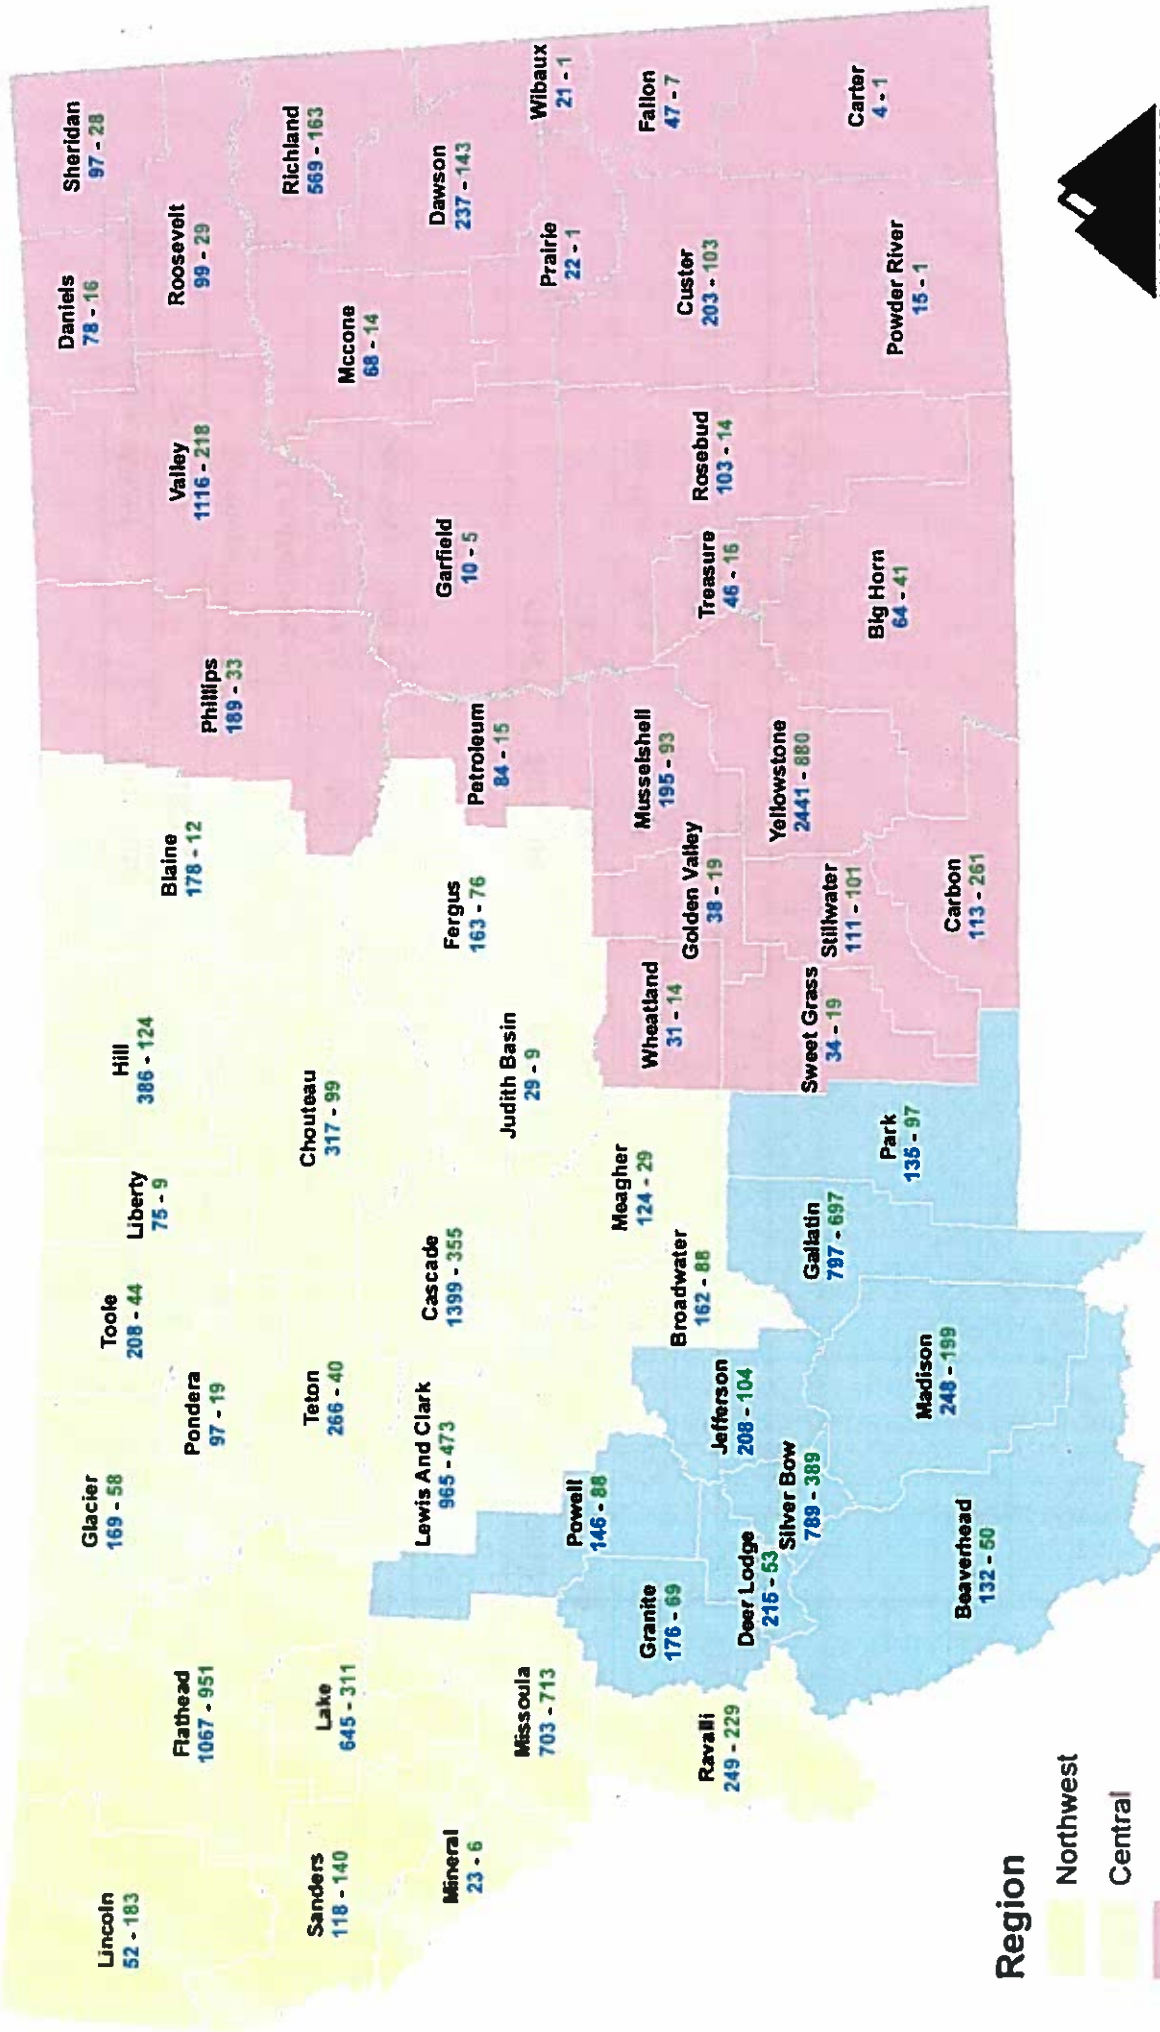 Lincoln
52 - 183
Flathead
1067 - 951
Glacier
169 - 58
Toole
208 - 44
Liberty
75 - 9
Hill
386 - 124
Blaine
178 - 12
Phillips
189 - 33
Valley
1116 - 218
Daniels
78 - 16
Sheridan
97 - 28
Roosevelt
99 - 29
Pondera
97 - 19
Sanders
118 - 140
Lake
645 - 311
Teton
266 - 40
Chouteau
317 - 99
Richland
569 - 163
Mccone
68 - 14
Dawson
237 - 143
Garfield
10 - 5
Petroleum
84 - 15
Fergus
163 - 76
Judith Basin
29 - 9
Cascade
1399 - 355
Lewis And Clark
965 - 473
Mineral
23 - 6
Missoula
703 - 713
Powell
146 - 88
Granite
176 - 69
Meagher
124 - 29
Broadwater
162 - 88
Wheatland
31 - 14
Golden Valley
38 - 19
Musselshell
195 - 93
Treasure
46 - 16
Rosebud
103 - 14
Custer
203 - 103
Prairie
22 - 1
Wibaux
21 - 1
Fallon
47 - 7
Ravalli
249 - 229
Deer Lodge
215 - 53
Silver Bow
789 - 389
Jefferson
208 - 104
Gallatin
797 - 697
Park
135 - 97
Sweet Grass
34 - 19
Stillwater
111 - 101
Yellowstone
2441 - 880
Big Horn
64 - 41
Powder River
15 - 1
Carter
4 - 1
Carbon
113 - 261
Madison
248 - 199
Beaverhead
132 - 50
Region
Northwest
Central